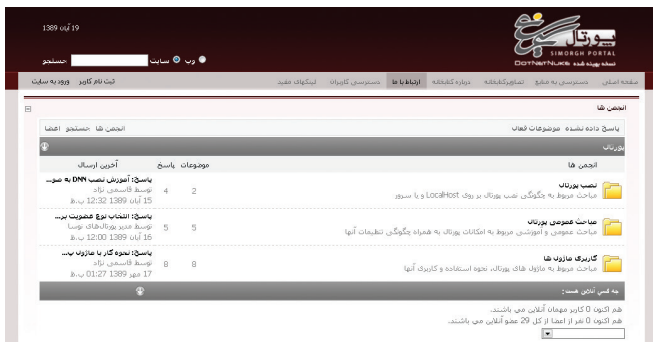 19 آبان 1389
پورتال
SIMORGH PORTAL
نسخه بهینه شده DOTNETNUKE
وب سایت جستجو
صفحه اصلی دسترسی به منابع تصاویر کتابخانه درباره کتابخانه ارتباط با ما دسترسی کاربران لینکهای مفید ثبت نام کاربر ورود به سایت
انجمن ها
پاسخ داده نشده موضوعات فعال انجمن ها جستجو اعضا
پورتال
انجمن ها موضوعات پاسخ آخرین ارسال
نصب پورتال
مباحث مربوط به چگونگی نصب پورتال بر روی LocalHost و یا سرور
2 4
پاسخ: آموزش نصب DNN به صو...
توسط قاسمی نژاد
15 آبان 1389 12:32 ب.ظ
مباحث عمومی پورتال
مباحث عمومی و آموزشی مربوط به امکانات پورتال به همراه چگونگی تنظیمات آنها
5 5
پاسخ: انتخاب نوع عضویت بر...
توسط مدیر پورتال‌های نوسا
16 آبان 1389 12:00 ب.ظ
کاربری ماژول ها
مباحث مربوط به ماژول های پورتال، نحوه استفاده و کاربری آنها
8 8
پاسخ: نحوه کار با ماژول پ...
توسط قاسمی نژاد
17 مهر 1389 01:27 ب.ظ
چه کسي آنلاين هست:
هم اکنون 0 کاربر مهمان آنلاین می باشند.
هم اکنون 0 نفر از اعضا از کل 29 عضو آنلاین می باشند.